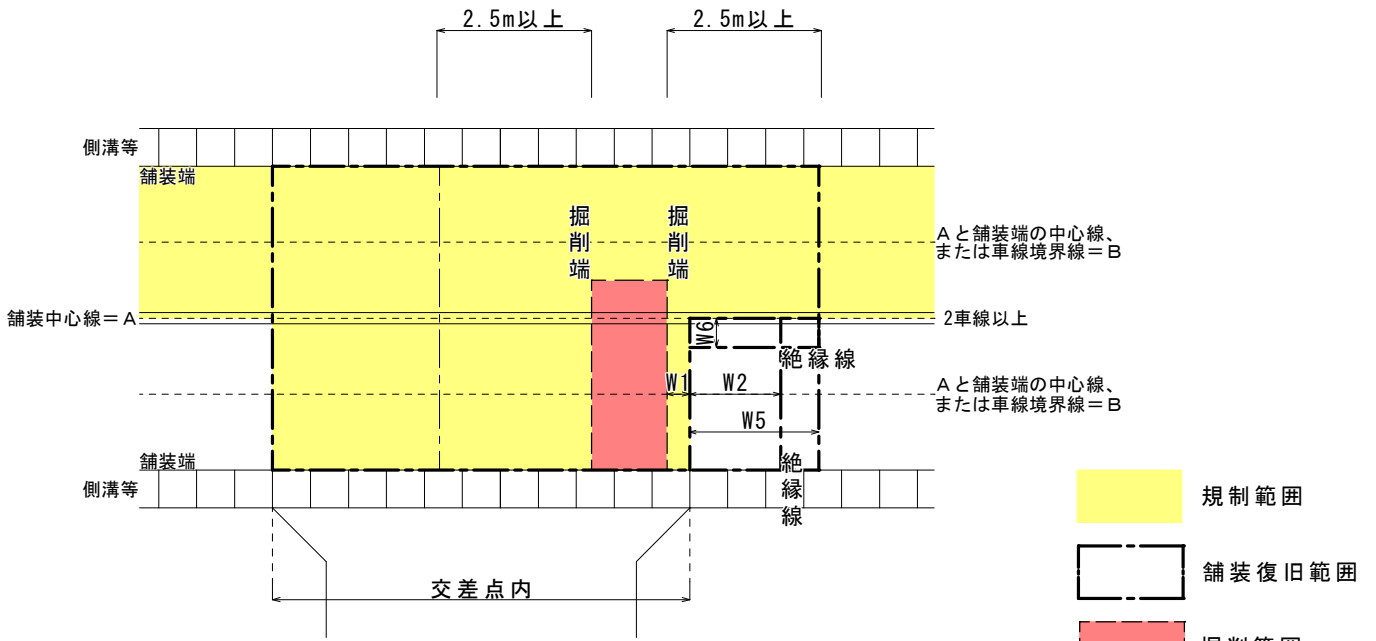 2.5m以上
2.5m以上
側溝等
舗装端
掘削端
掘削端
Aと舗装端の中心線、
または車線境界線＝B
舗装中心線＝A
2車線以上
W6
絶縁線
W1
W2
Aと舗装端の中心線、
または車線境界線＝B
W5
舗装端
絶縁線
側溝等
規制範囲
舗装復旧範囲
交差点内
掘削範囲